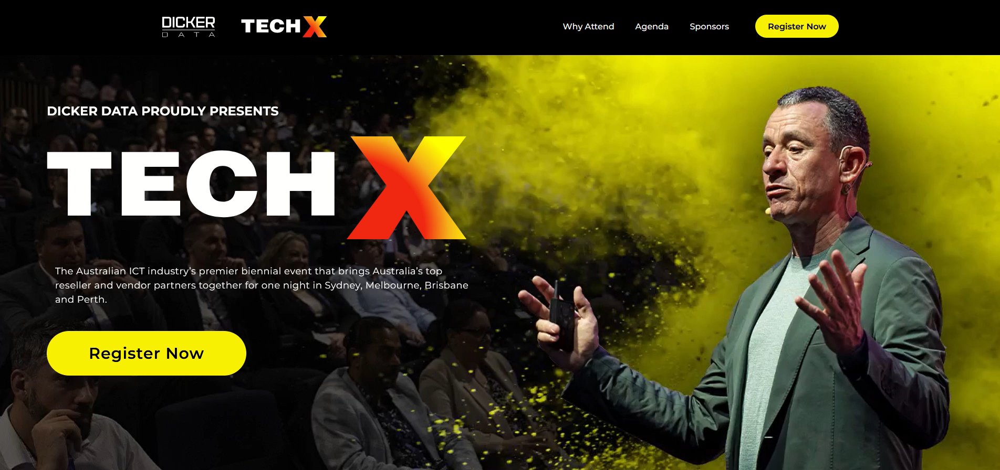 DICKER
DATA
TECHX
Why Attend
Agenda
Sponsors
Register Now
DICKER DATA PROUDLY PRESENTS
TECHX
The Australian ICT industry’s premier biennial event that brings Australia’s top
reseller and vendor partners together for one night in Sydney, Melbourne, Brisbane
and Perth.
Register Now